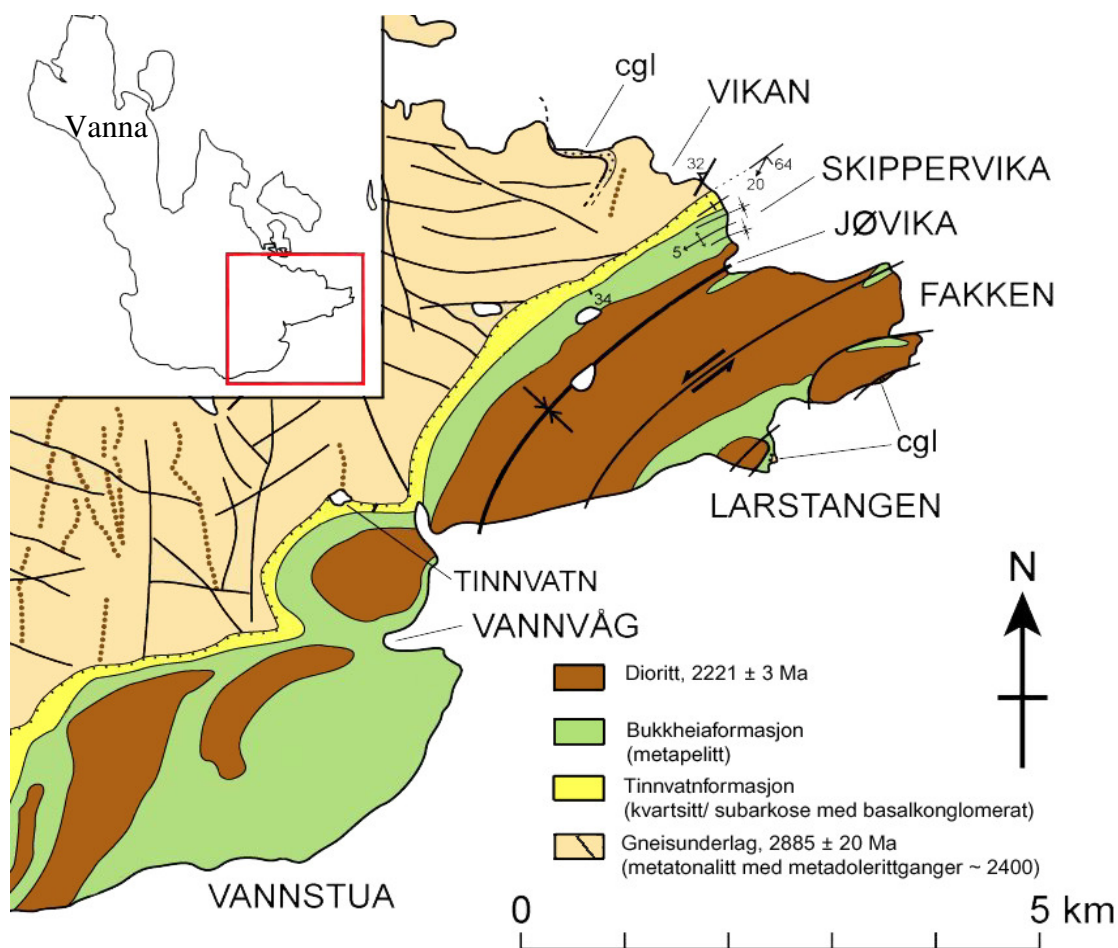 Vanna
cgl
VIKAN
32
64
20
SKIPPERVIKA
JØVIKA
5
34
FAKKEN
cgl
LARSTANGEN
TINNVATN
VANNVÅG
N
Dioritt, 2221 ± 3 Ma
Bukkheiaformasjon
(metapelitt)
Tinnvatnformasjon
(kvartsitt/ subarkose med basalkonglomerat)
Gneisunderlag, 2885 ± 20 Ma
(metatonalitt med metadolerittganger ~ 2400)
VANNSTUA
0
5 km